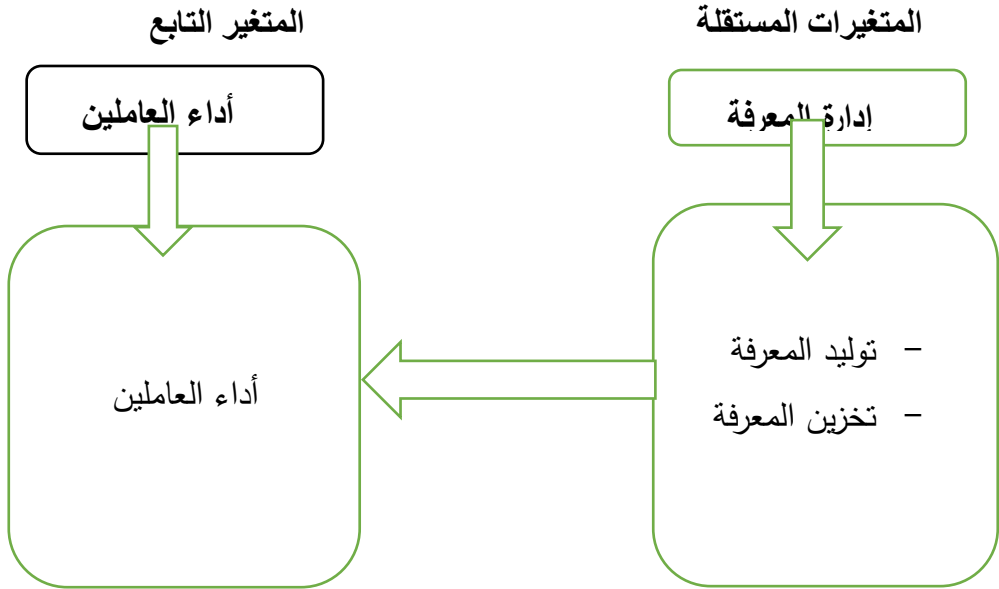 المتغيرات المستقلة
المتغير التابع
إدارة المعرفة
أداء العاملين
- توليد المعرفة
- تخزين المعرفة
أداء العاملين